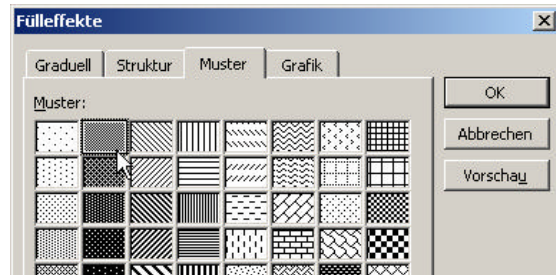 Fülleffekte
Graduell Struktur Muster Grafik
Muster:
OK
Abbrechen
Vorschau